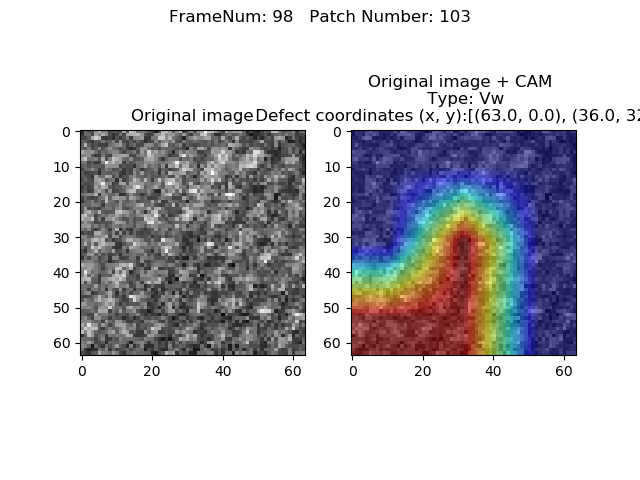 FrameNum: 98   Patch Number: 103
Original image + CAM
Type: Vw
Original image
Defect coordinates (x, y):[(63.0, 0.0), (36.0, 32
0
10
20
30
40
50
60
0 20 40 60
0
10
20
30
40
50
60
0 20 40 60